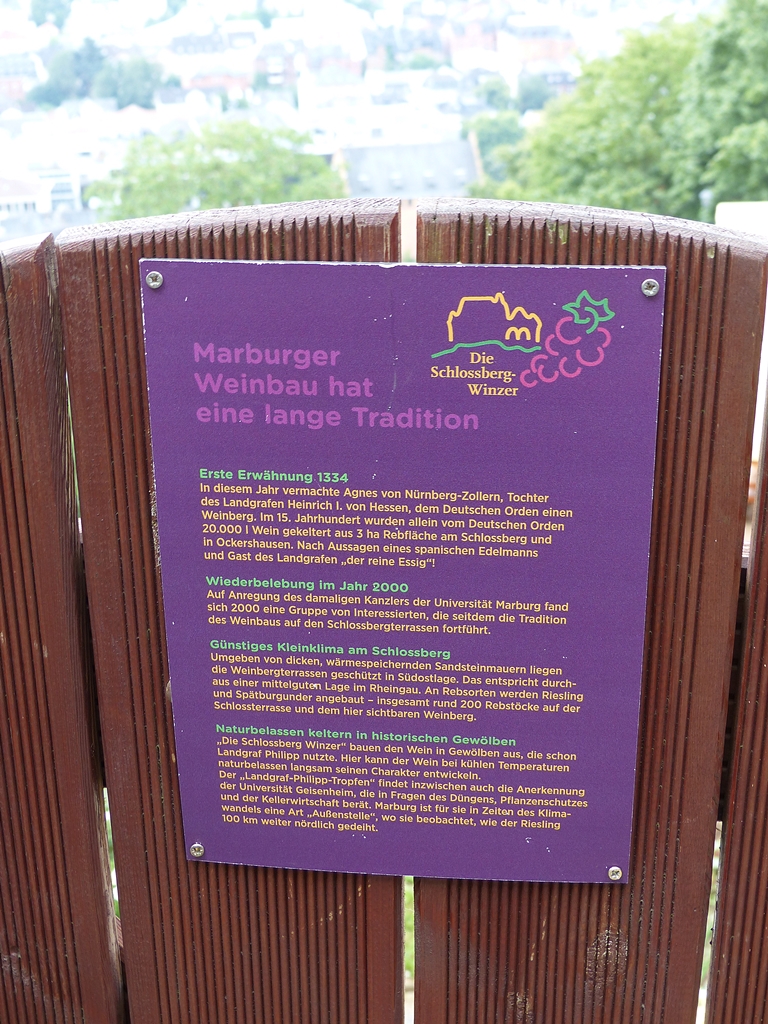 Die
Schlossberg-
Winzer
Marburger
Weinbau hat
eine lange Tradition
Erste Erwähnung 1334
In diesem Jahr vermachte Agnes von Nürnberg-Zollern, Tochter
des Landgrafen Heinrich I. von Hessen, dem Deutschen Orden einen
Weinberg. Im 15. Jahrhundert wurden allein vom Deutschen Orden
20.000 l Wein gekeltert aus 3 ha Rebfläche am Schlossberg und
in Ockershausen. Nach Aussagen eines spanischen Edelmanns
und Gast des Landgrafen „der reine Essig“!
Wiederbelebung im Jahr 2000
Auf Anregung des damaligen Kanzlers der Universität Marburg fand
sich 2000 eine Gruppe von Interessierten, die seitdem die Tradition
des Weinbaus auf den Schlossbergterrassen fortführt.
Günstiges Kleinklima am Schlossberg
Umgeben von dicken, wärmespeichernden Sandsteinmauern liegen
die Weinbergterrassen geschützt in Südostlage. Das entspricht durch-
aus einer mittelguten Lage im Rheingau. An Rebsorten werden Riesling
und Spätburgunder angebaut – insgesamt rund 200 Rebstöcke auf der
Schlossterrasse und dem hier sichtbaren Weinberg.
Naturbelassen keltern in historischen Gewölben
„Die Schlossberg Winzer“ bauen den Wein in Gewölben aus, die schon
Landgraf Philipp nutzte. Hier kann der Wein bei kühlen Temperaturen
naturbelassen langsam seinen Charakter entwickeln.
Der „Landgraf-Philipp-Tropfen“ findet inzwischen auch die Anerkennung
der Universität Geisenheim, die in Fragen des Düngens, Pflanzenschutzes
und der Kellerwirtschaft berät. Marburg ist für sie in Zeiten des Klima-
wandels eine Art „Außenstelle“, wo sie beobachtet, wie der Riesling
100 km weiter nördlich gedeiht.